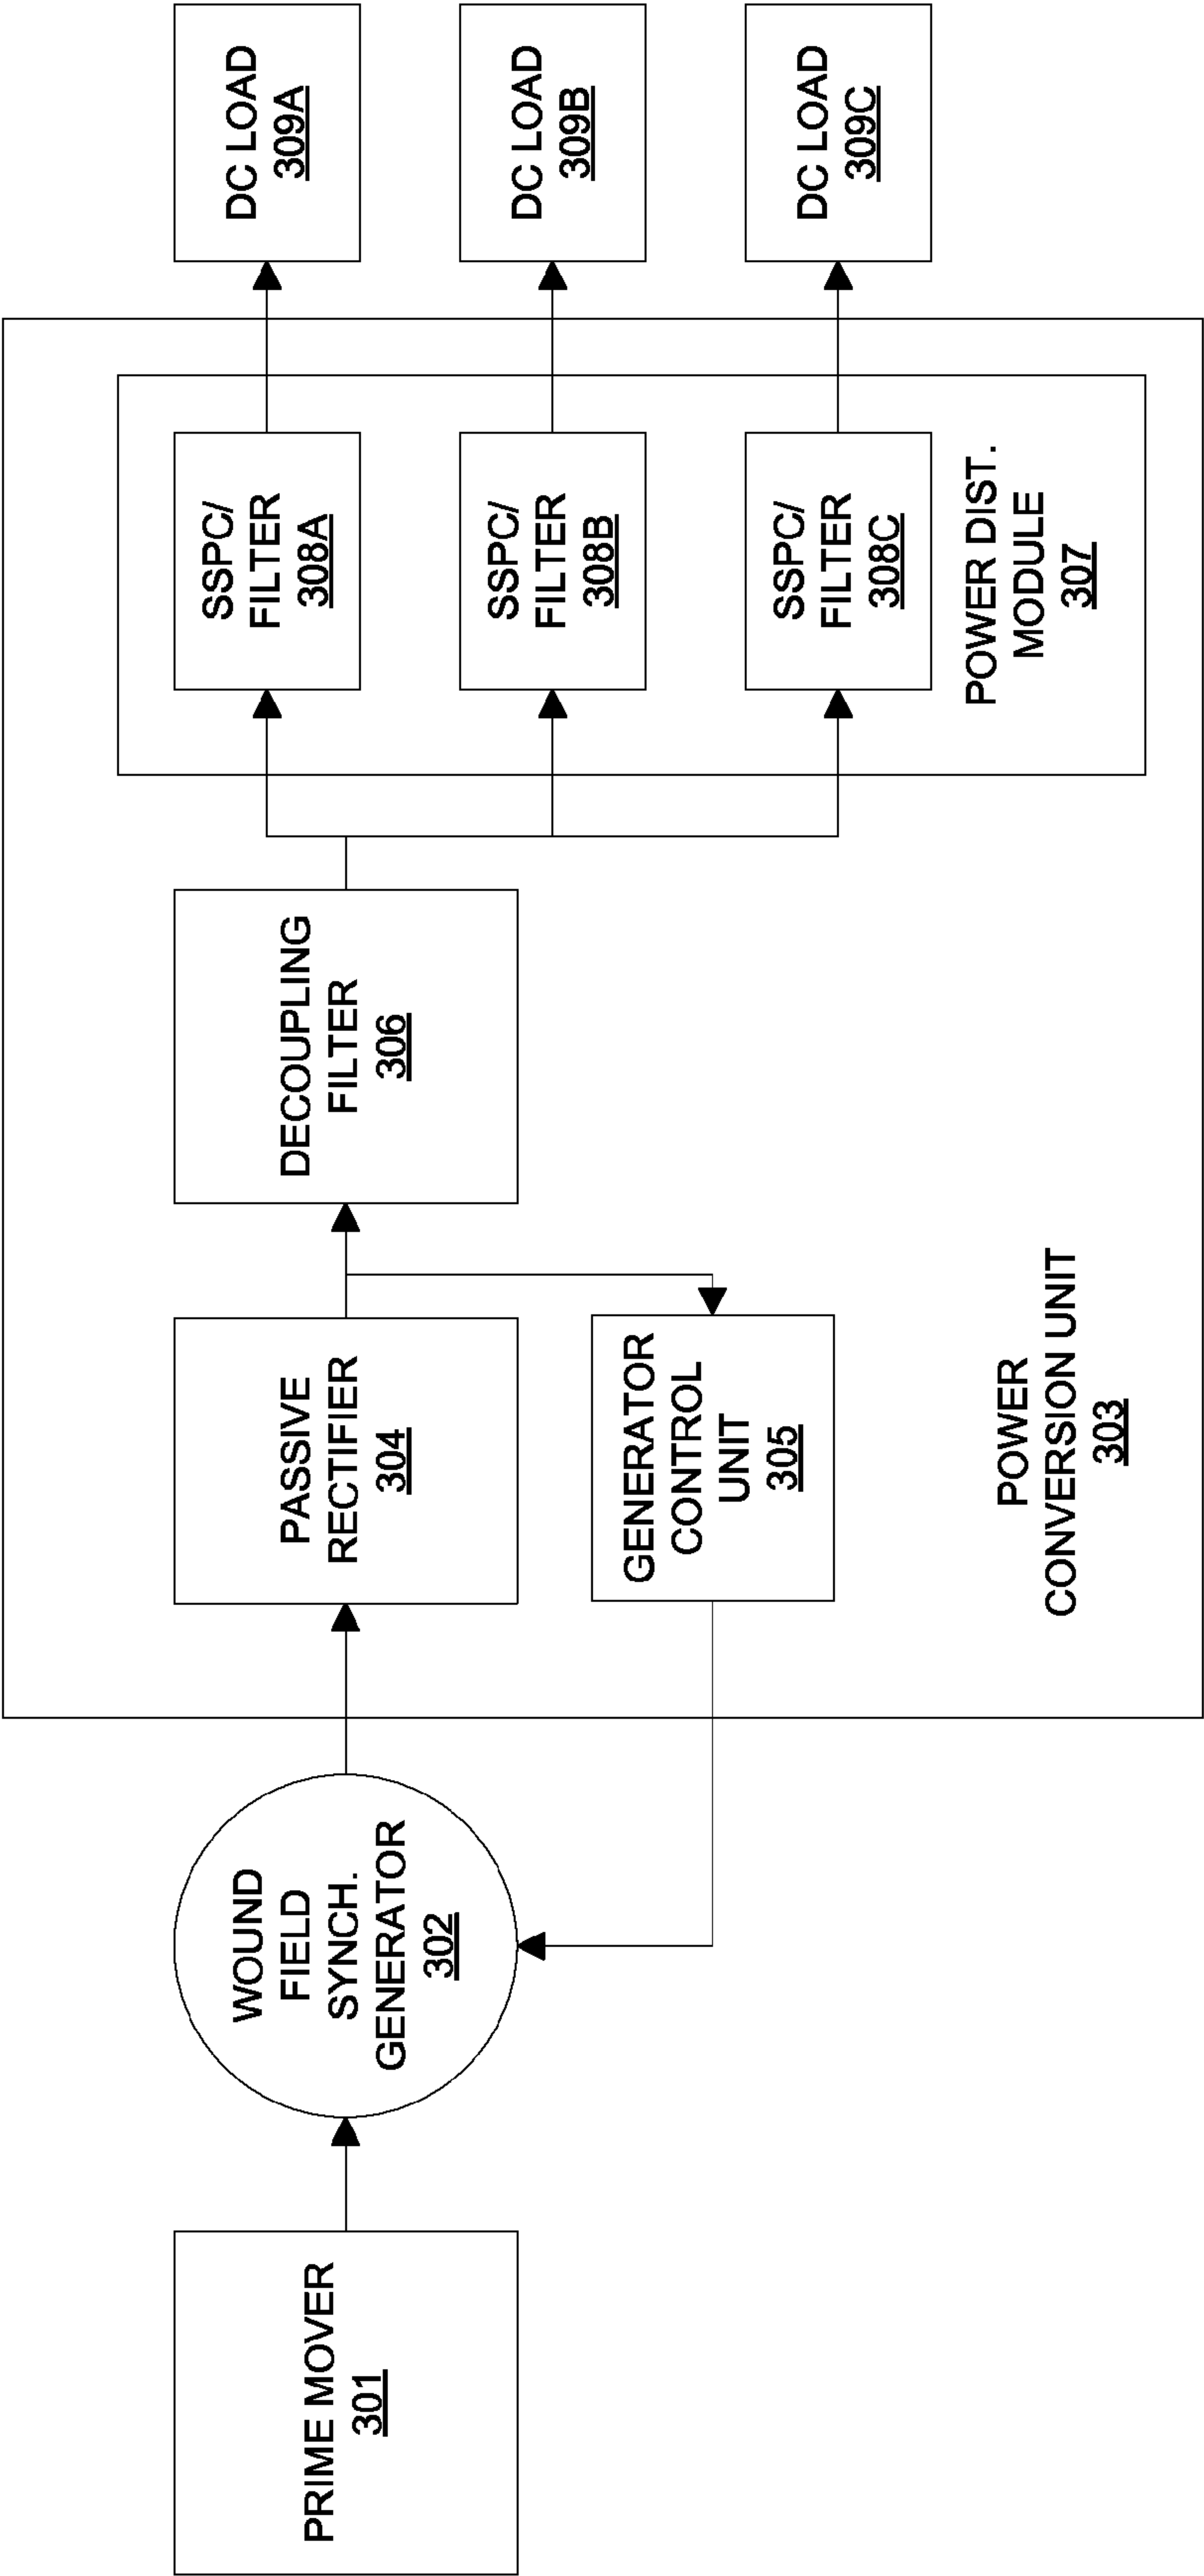 PRIME MOVER
301
WOUND
FIELD
SYNCH.
GENERATOR
302
PASSIVE
RECTIFIER
304
GENERATOR
CONTROL
UNIT
305
POWER
CONVERSION UNIT
303
DECOUPLING
FILTER
306
SSPC/
FILTER
308A
SSPC/
FILTER
308B
SSPC/
FILTER
308C
POWER DIST.
MODULE
307
DC LOAD
309A
DC LOAD
309B
DC LOAD
309C